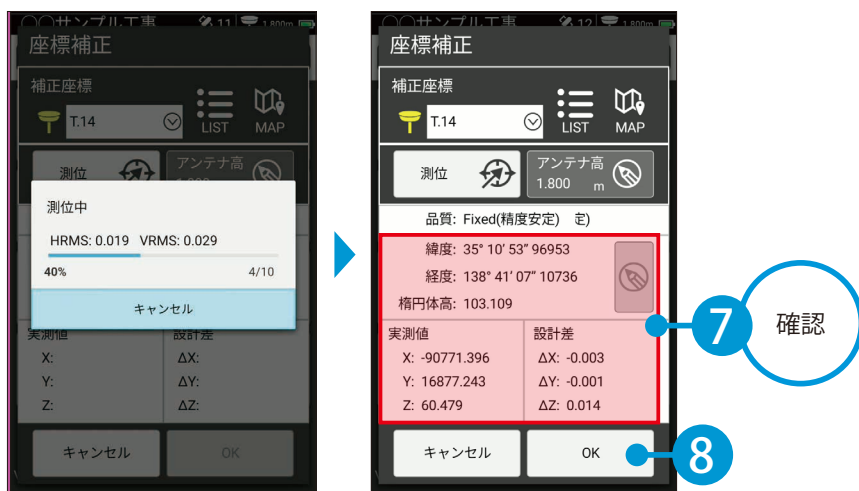 ○○サンプル工事 11 1.800m
座標補正
補正座標
T.14
LIST MAP
測位 アンテナ高
測位中
HRMS: 0.019 VRMS: 0.029
40% 4/10
キャンセル
実測値 設計差
X: ΔX:
Y: ΔY:
Z: ΔZ:
キャンセル OK
○○サンプル工事 12 1.800m
座標補正
補正座標
T.14
LIST MAP
測位 アンテナ高
1.800 m
品質: Fixed(精度安定) 定)
緯度: 35° 10' 53" 96953
経度: 138° 41' 07" 10736
楕円体高: 103.109
実測値 設計差
X: -90771.396 ΔX: -0.003
Y: 16877.243 ΔY: -0.001
Z: 60.479 ΔZ: 0.014
キャンセル OK
7 確認
8